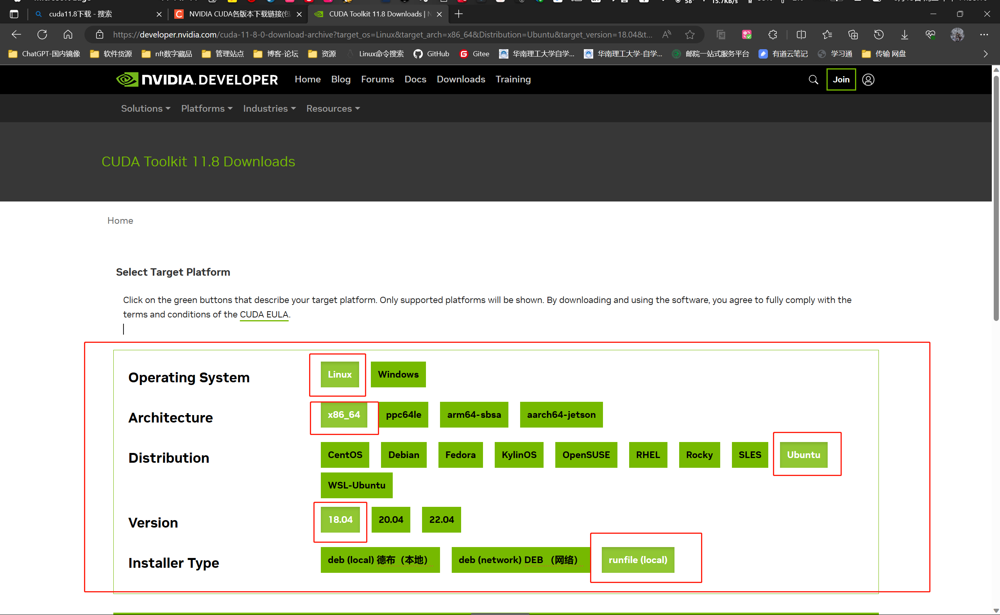 cuda11.8下载 - 搜索
NVIDIA CUDA各版本下载链接(包
CUDA Toolkit 11.8 Downloads | N
https://developer.nvidia.com/cuda-11-8-0-download-archive?target_os=Linux&target_arch=x86_64&Distribution=Ubuntu&target_version=18.04&t...
ChatGPT-国内镜像 软件货源 nft数字藏品 管理站点 博客-论坛 资源 Linux命令搜索 GitHub Gitee 华南理工大学自学... 华南理工大学-自学... 邮院一站式服务平台 有道云笔记 学习通 传输 网盘
NVIDIA. DEVELOPER Home Blog Forums Docs Downloads Training Join
Solutions Platforms Industries Resources
CUDA Toolkit 11.8 Downloads
Home
Select Target Platform
Click on the green buttons that describe your target platform. Only supported platforms will be shown. By downloading and using the software, you agree to fully comply with the
terms and conditions of the CUDA EULA.
Operating System Linux Windows
Architecture x86_64 ppc64le arm64-sbsa aarch64-jetson
Distribution CentOS Debian Fedora KylinOS OpenSUSE RHEL Rocky SLES Ubuntu
WSL-Ubuntu
Version 18.04 20.04 22.04
Installer Type deb (local) 德布（本地） deb (network) DEB （网络） runfile (local)